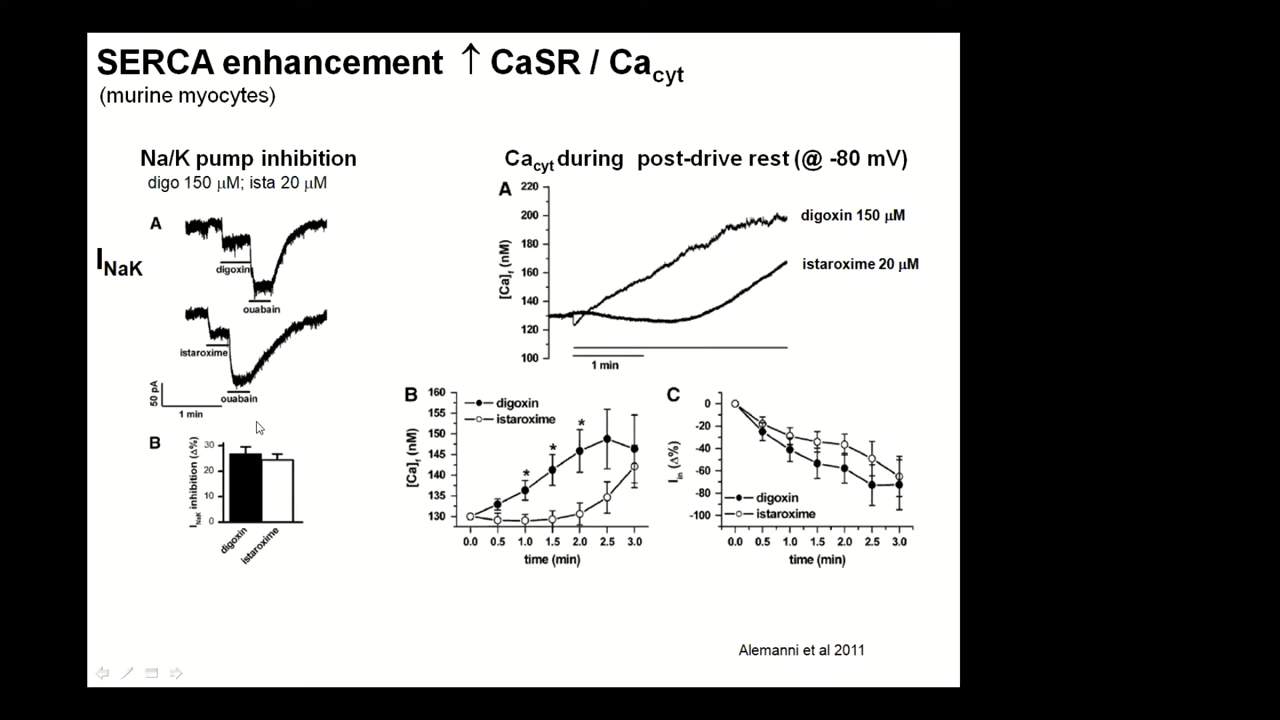 SERCA enhancement ↑ CaSR / Cacyt
(murine myocytes)
Na/K pump inhibition
digo 150 μM; ista 20 μM
A
INaK
digoxin
ouabain
istaroxime
ouabain
50 pA
1 min
B
INaK inhibition (Δ%)
30
20
10
0
digoxin
istaroxime
Cacyt during post-drive rest (@ -80 mV)
A
220
200
180
160
140
120
100
[Ca]f (nM)
digoxin 150 μM
istaroxime 20 μM
1 min
B
160
155
150
145
140
135
130
[Ca]f (nM)
digoxin
istaroxime
* * * *
0.0 0.5 1.0 1.5 2.0 2.5 3.0
time (min)
C
0
-20
-40
-60
-80
-100
Iin (Δ%)
digoxin
istaroxime
0.0 0.5 1.0 1.5 2.0 2.5 3.0
time (min)
Alemanni et al 2011